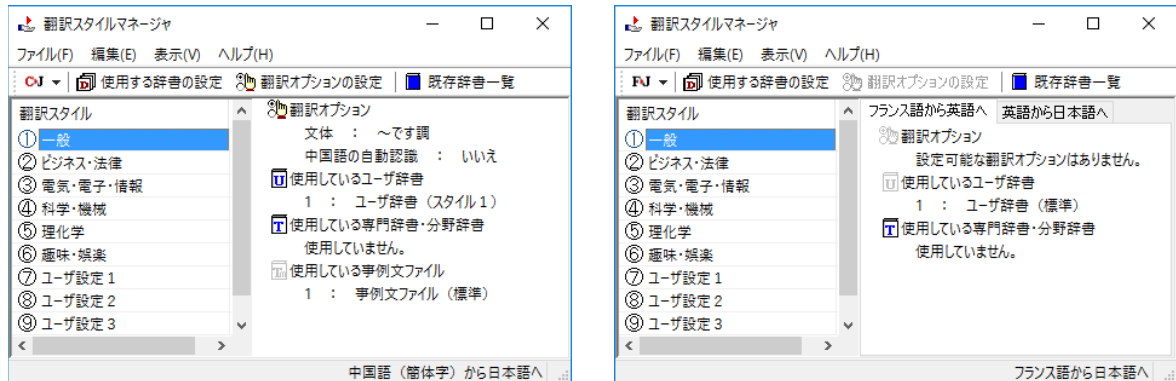 翻訳スタイルマネージャ
ファイル(F) 編集(E) 表示(V) ヘルプ(H)
CJ 使用する辞書の設定 翻訳オプションの設定 既存辞書一覧
翻訳スタイル
① 一般
② ビジネス・法律
③ 電気・電子・情報
④ 科学・機械
⑤ 理化学
⑥ 趣味・娯楽
⑦ ユーザ設定 1
⑧ ユーザ設定 2
⑨ ユーザ設定 3
翻訳オプション
文体 : ～です調
中国語の自動認識 : いいえ
U 使用しているユーザ辞書
1 : ユーザ辞書（スタイル１）
T 使用している専門辞書・分野辞書
使用していません。
Tm 使用している事例文ファイル
1 : 事例文ファイル（標準）
中国語（簡体字）から日本語へ
翻訳スタイルマネージャ
ファイル(F) 編集(E) 表示(V) ヘルプ(H)
FJ 使用する辞書の設定 翻訳オプションの設定 既存辞書一覧
翻訳スタイル
① 一般
② ビジネス・法律
③ 電気・電子・情報
④ 科学・機械
⑤ 理化学
⑥ 趣味・娯楽
⑦ ユーザ設定 1
⑧ ユーザ設定 2
⑨ ユーザ設定 3
フランス語から英語へ 英語から日本語へ
翻訳オプション
設定可能な翻訳オプションはありません。
U 使用しているユーザ辞書
1 : ユーザ辞書（標準）
T 使用している専門辞書・分野辞書
使用していません。
フランス語から日本語へ